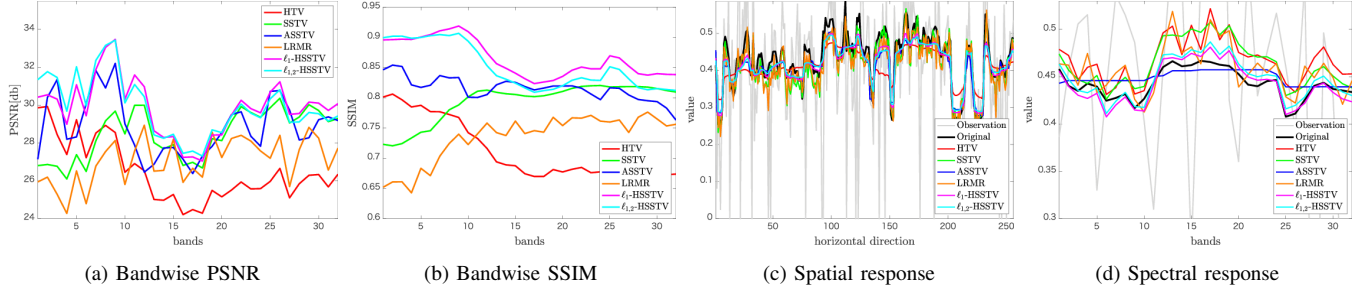 PSNR[db]
34
32
30
28
26
24
5
10
15
20
25
30
bands
HTV
SSTV
ASSTV
LRMR
ℓ₁-HSSTV
ℓ₁,₂-HSSTV
(a) Bandwise PSNR
SSIM
0.95
0.9
0.85
0.8
0.75
0.7
0.65
0.6
5
10
15
20
25
30
bands
HTV
SSTV
ASSTV
LRMR
ℓ₁-HSSTV
ℓ₁,₂-HSSTV
(b) Bandwise SSIM
value
0.5
0.4
0.3
0.2
0.1
0
0
50
100
150
200
250
horizontal direction
Observation
Original
HTV
SSTV
ASSTV
LRMR
ℓ₁-HSSTV
ℓ₁,₂-HSSTV
(c) Spatial response
value
0.5
0.45
0.4
0.35
0.3
5
10
15
20
25
30
bands
Observation
Original
HTV
SSTV
ASSTV
LRMR
ℓ₁-HSSTV
ℓ₁,₂-HSSTV
(d) Spectral response